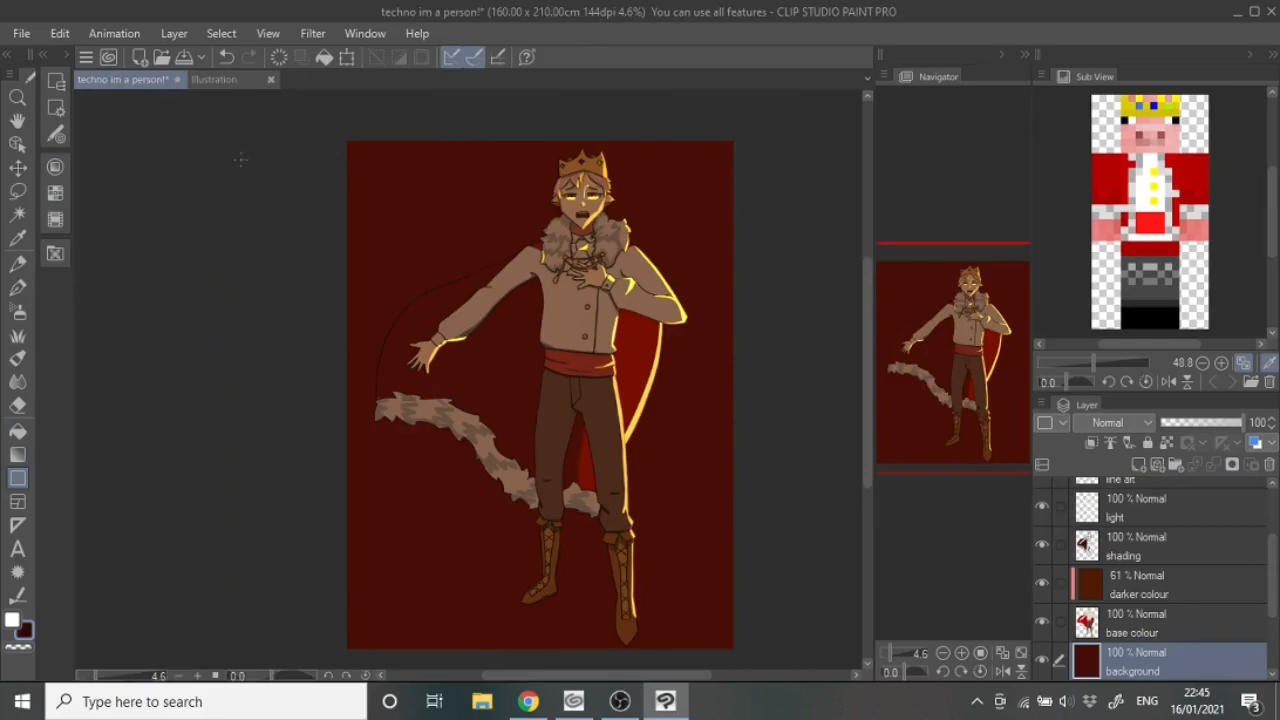 techno im a person!* (160.00 x 210.00cm 144dpi 4.6%) You can use all features - CLIP STUDIO PAINT PRO
File Edit Animation Layer Select View Filter Window Help
techno im a person!* Illustration
Navigator
Sub View
48.8
0.0
Layer
Normal 100
line art
100 % Normal
light
100 % Normal
shading
61 % Normal
darker colour
100 % Normal
base colour
100 % Normal
background
4.6
0.0
4.6 0.0
Type here to search
ENG
22:45
16/01/2021
3